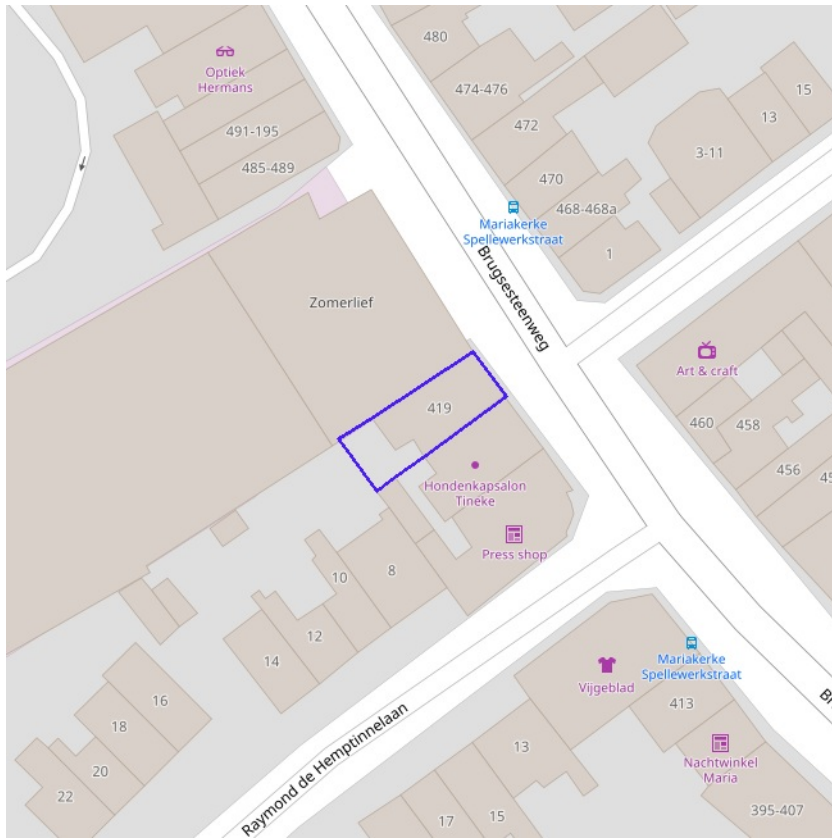 480
Optiek
Hermans
474-476
15
13
472
491-195
3-11
485-489
470
468-468a
Mariakerke
Spellewerkstraat
1
Brugsesteenweg
Zomerlief
Art & craft
419
460
458
456
45
Hondenkapsalon
Tineke
Press shop
10
8
12
14
Mariakerke
Spellewerkstraat
Vijgeblad
16
413
Br
18
Raymond de Hemptinnelaan
13
Nachtwinkel
Maria
20
22
15
17
395-407